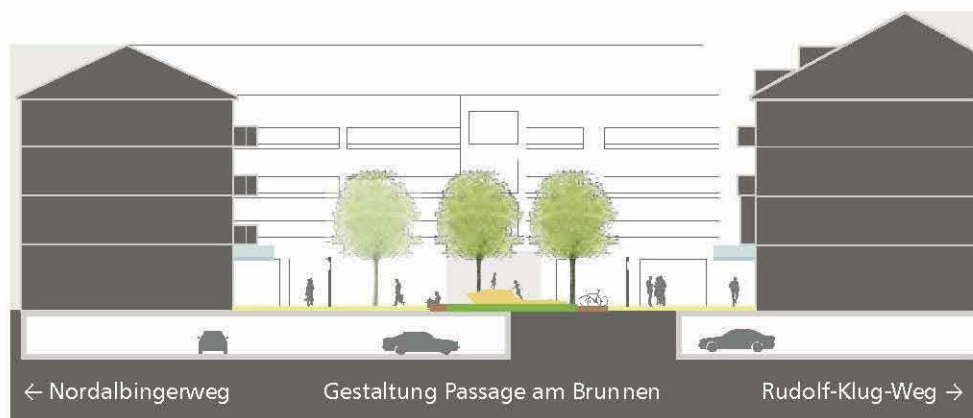 ← Nordalbingerweg Gestaltung Passage am Brunnen Rudolf-Klug-Weg →